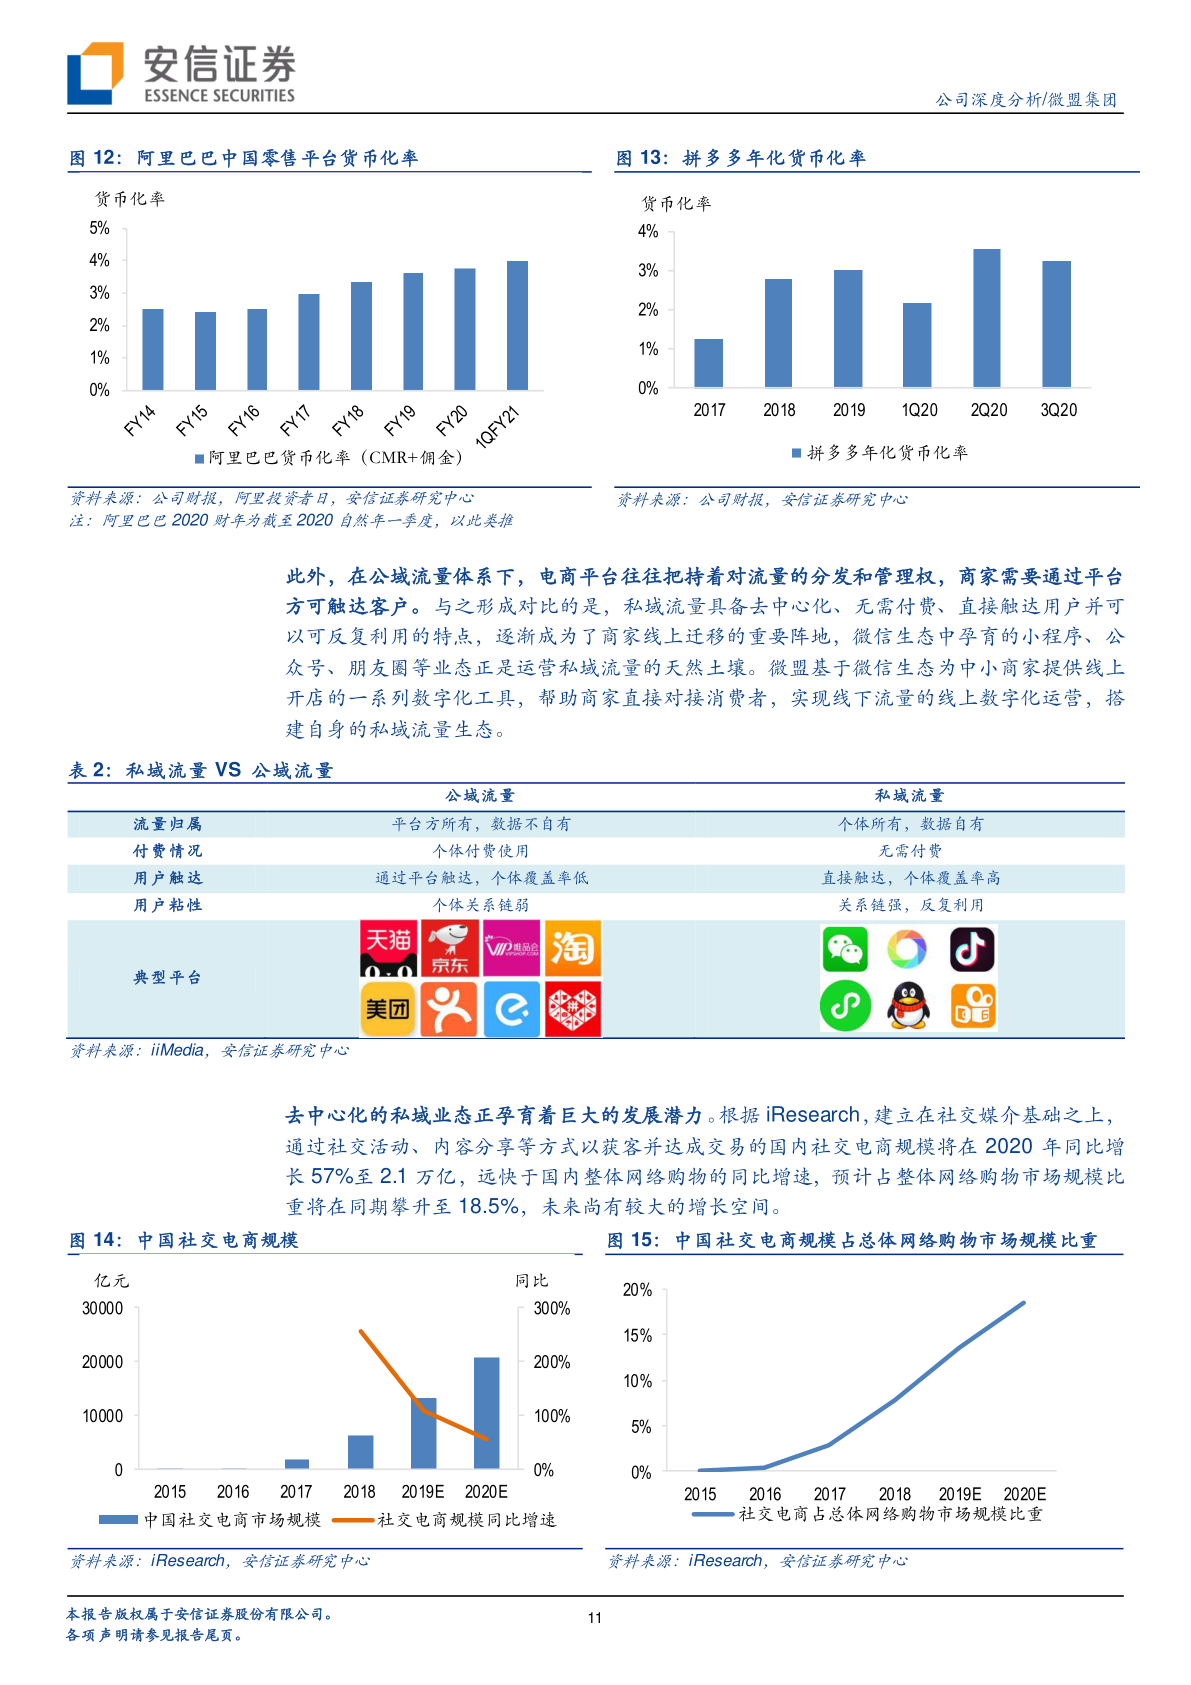 安信证券
ESSENCE SECURITIES
公司深度分析/微盟集团
图 12：阿里巴巴中国零售平台货币化率
货币化率
5%
4%
3%
2%
1%
0%
FY14 FY15 FY16 FY17 FY18 FY19 FY20 1QFY21
阿里巴巴货币化率（CMR+佣金）
资料来源：公司财报，阿里投资者日，安信证券研究中心
注：阿里巴巴 2020 财年为截至 2020 自然年一季度，以此类推
图 13：拼多多年化货币化率
货币化率
4%
3%
2%
1%
0%
2017 2018 2019 1Q20 2Q20 3Q20
拼多多年化货币化率
资料来源：公司财报，安信证券研究中心
此外，在公域流量体系下，电商平台往往把持着对流量的分发和管理权，商家需要通过平台
方可触达客户。与之形成对比的是，私域流量具备去中心化、无需付费、直接触达用户并可
以可反复利用的特点，逐渐成为了商家线上迁移的重要阵地，微信生态中孕育的小程序、公
众号、朋友圈等业态正是运营私域流量的天然土壤。微盟基于微信生态为中小商家提供线上
开店的一系列数字化工具，帮助商家直接对接消费者，实现线下流量的线上数字化运营，搭
建自身的私域流量生态。
表 2：私域流量 VS 公域流量
公域流量 私域流量
流量归属 平台方所有，数据不自有 个体所有，数据自有
付费情况 个体付费使用 无需付费
用户触达 通过平台触达，个体覆盖率低 直接触达，个体覆盖率高
用户粘性 个体关系链弱 关系链强，反复利用
典型平台
天猫 京东 VIP 唯品会 VIPSHOP.COM 淘
美团 拼
资料来源：iiMedia，安信证券研究中心
去中心化的私域业态正孕育着巨大的发展潜力。根据 iResearch，建立在社交媒介基础之上，
通过社交活动、内容分享等方式以获客并达成交易的国内社交电商规模将在 2020 年同比增
长 57%至 2.1 万亿，远快于国内整体网络购物的同比增速，预计占整体网络购物市场规模比
重将在同期攀升至 18.5%，未来尚有较大的增长空间。
图 14：中国社交电商规模
亿元 同比
30000 300%
20000 200%
10000 100%
0 0%
2015 2016 2017 2018 2019E 2020E
中国社交电商市场规模 社交电商规模同比增速
资料来源：iResearch，安信证券研究中心
图 15：中国社交电商规模占总体网络购物市场规模比重
20%
15%
10%
5%
0%
2015 2016 2017 2018 2019E 2020E
社交电商占总体网络购物市场规模比重
资料来源：iResearch，安信证券研究中心
本报告版权属于安信证券股份有限公司。
各项声明请参见报告尾页。
11